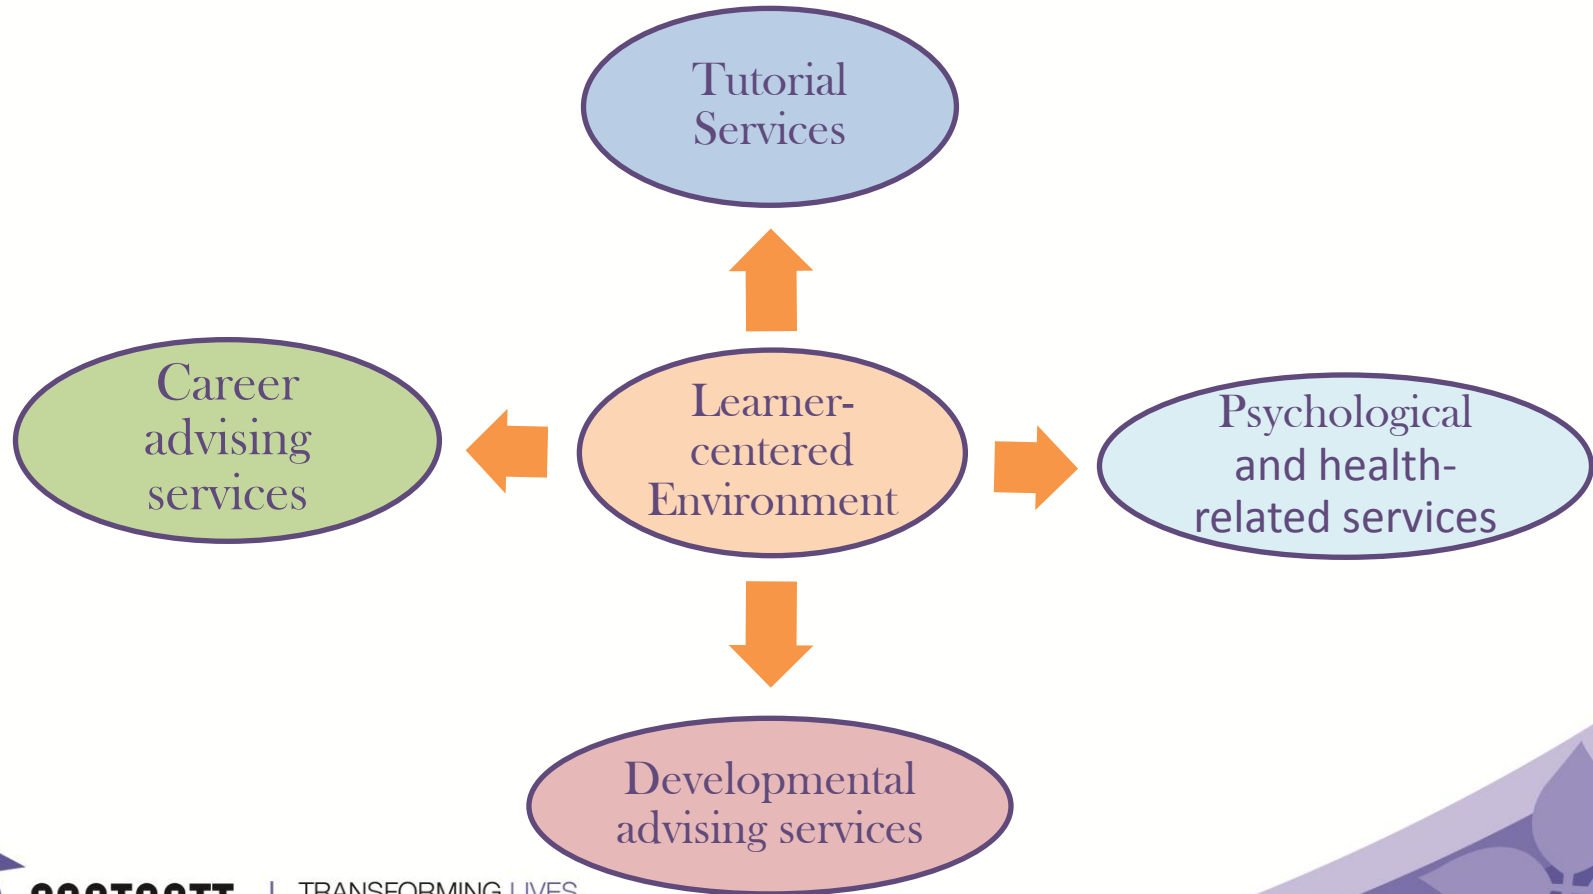 Tutorial
Services
Career
advising
services
Learner-
centered
Environment
Psychological
and health-
related services
Developmental
advising services
TRANSFORMING LIVES